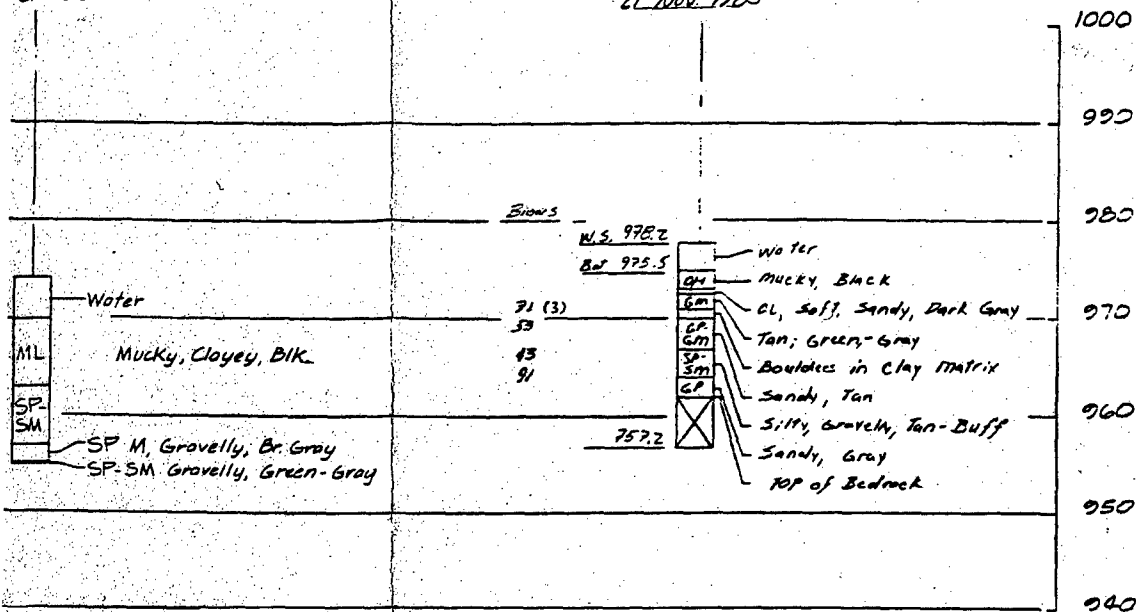 1000
990
980
Blows
W.S. 978.2
Bot 975.5
Water
OH
Mucky, Black
Water
GM
CL, Soft, Sandy, Dark Gray
71 (3)
970
53
Tan; Green-Gray
ML
Mucky, Clayey, Blk.
GP-
GM
43
Boulders in Clay Matrix
91
SP-
SM
Sandy, Tan
SP-
SM
GP
960
Silty, Gravelly, Tan-Buff
SP M, Gravelly, Br. Gray
957.2
Sandy, Gray
SP-SM Gravelly, Green-Gray
TOP of Bedrock
950
940